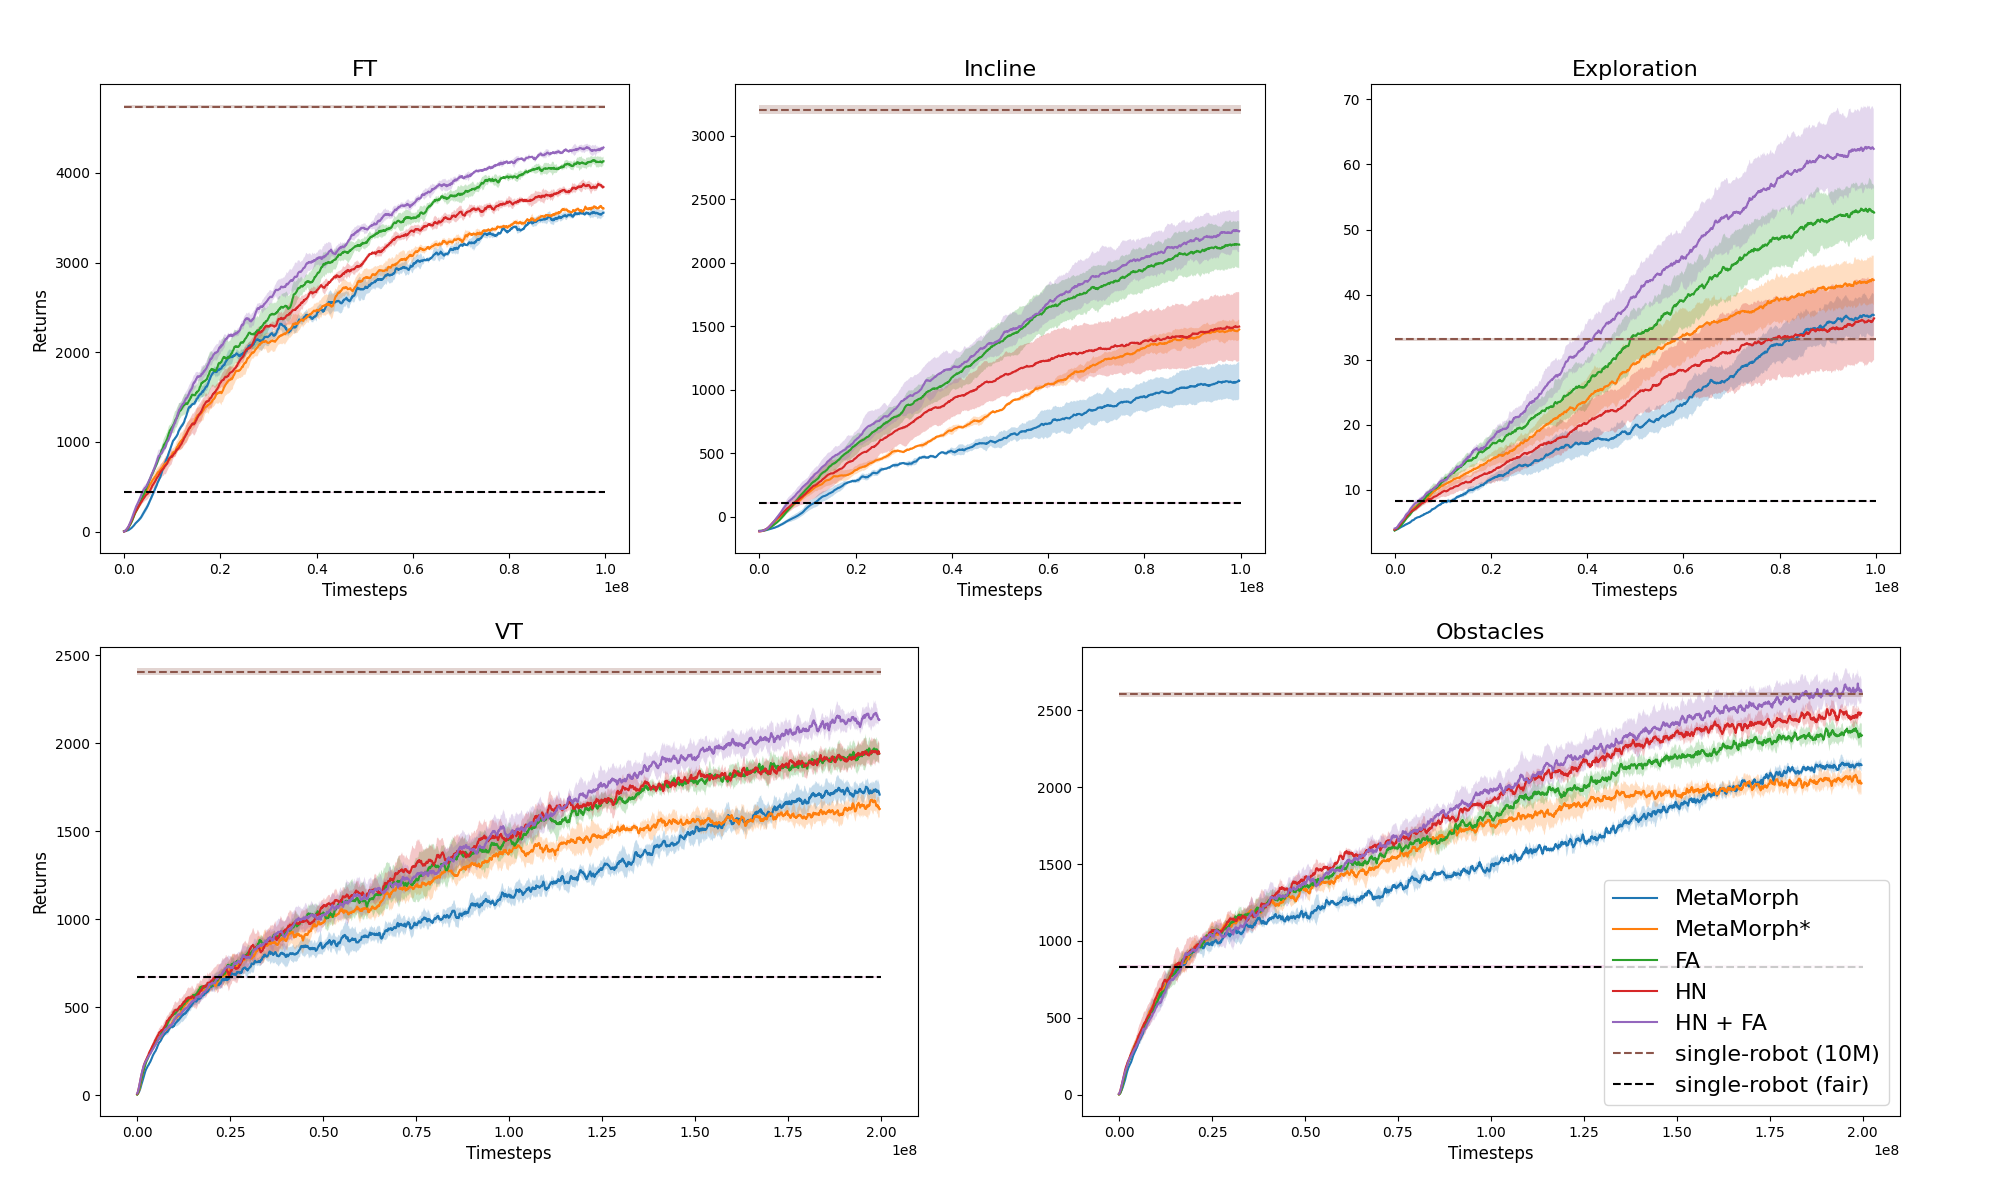 FT
Incline
Exploration
Returns
4000
3000
2000
1000
0
0.0 0.2 0.4 0.6 0.8 1.0
1e8
Timesteps
3000
2500
2000
1500
1000
500
0
0.0 0.2 0.4 0.6 0.8 1.0
1e8
Timesteps
70
60
50
40
30
20
10
0.0 0.2 0.4 0.6 0.8 1.0
1e8
Timesteps
VT
Obstacles
Returns
2500
2000
1500
1000
500
0
0.00 0.25 0.50 0.75 1.00 1.25 1.50 1.75 2.00
1e8
Timesteps
2500
2000
1500
1000
500
0
0.00 0.25 0.50 0.75 1.00 1.25 1.50 1.75 2.00
1e8
Timesteps
MetaMorph
MetaMorph*
FA
HN
HN + FA
single-robot (10M)
single-robot (fair)